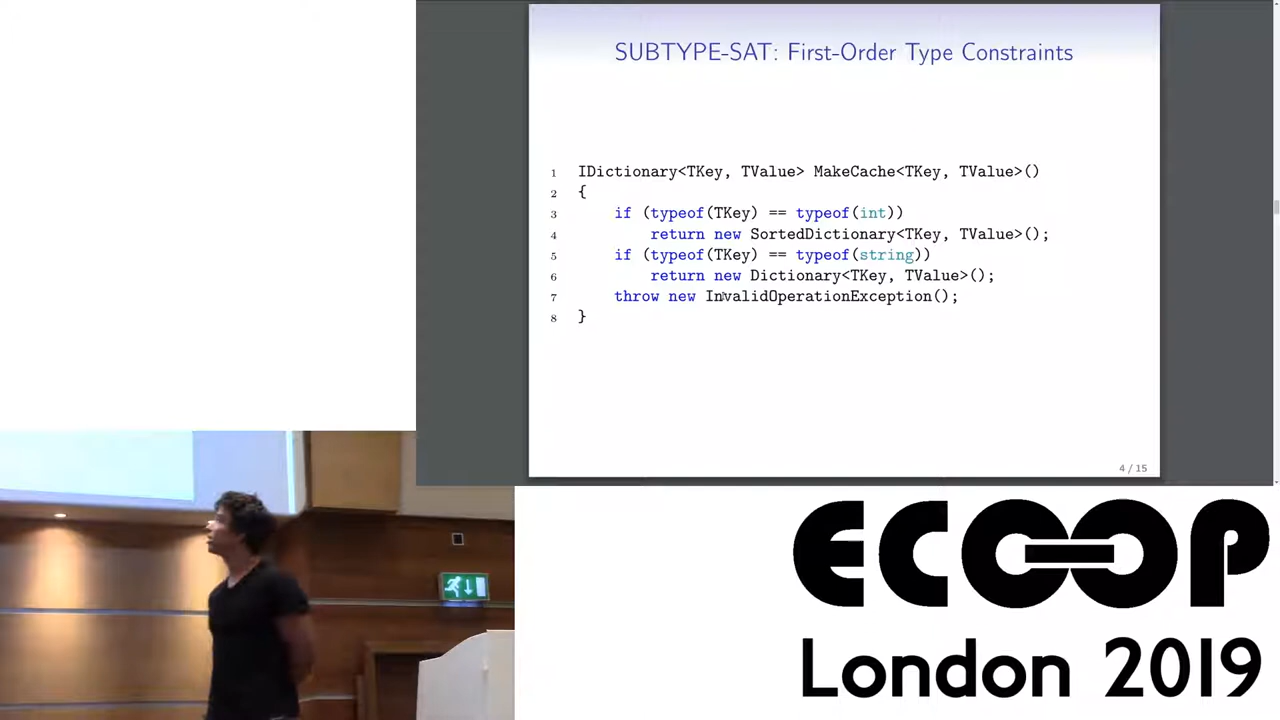 SUBTYPE-SAT: First-Order Type Constraints
1 IDictionary<TKey, TValue> MakeCache<TKey, TValue>()
2 {
3 if (typeof(TKey) == typeof(int))
4 return new SortedDictionary<TKey, TValue>();
5 if (typeof(TKey) == typeof(string))
6 return new Dictionary<TKey, TValue>();
7 throw new InvalidOperationException();
8 }
4 / 15
ECOOP
London 2019